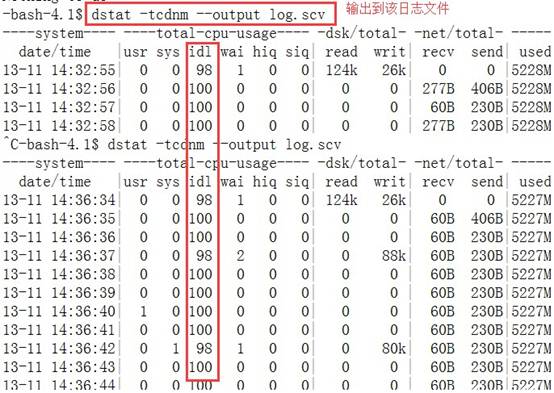 -bash-4.1$ dstat -tcdnm --output log.scv 输出到该日志文件
----system---- ----total-cpu-usage---- -dsk/total- -net/total- -----
date/time |usr sys idl wai hiq siq| read writ| recv send| used
13-11 14:32:55| 0 0 98 1 0 0| 124k 26k| 0 0 |5228M
13-11 14:32:56| 0 0 100 0 0 0| 0 0 | 277B 406B|5228M
13-11 14:32:57| 0 0 100 0 0 0| 0 0 | 60B 230B|5228M
13-11 14:32:58| 0 0 100 0 0 0| 0 0 | 277B 230B|5228M
^C-bash-4.1$ dstat -tcdnm --output log.scv
----system---- ----total-cpu-usage---- -dsk/total- -net/total- -----
date/time |usr sys idl wai hiq siq| read writ| recv send| used
13-11 14:36:34| 0 0 98 1 0 0| 124k 26k| 0 0 |5227M
13-11 14:36:35| 0 0 100 0 0 0| 0 0 | 60B 406B|5227M
13-11 14:36:36| 0 0 100 0 0 0| 0 0 | 60B 230B|5227M
13-11 14:36:37| 0 0 98 2 0 0| 0 88k| 60B 230B|5227M
13-11 14:36:38| 0 0 100 0 0 0| 0 0 | 60B 230B|5227M
13-11 14:36:39| 0 0 100 0 0 0| 0 0 | 60B 230B|5227M
13-11 14:36:40| 1 0 100 0 0 0| 0 0 | 60B 230B|5227M
13-11 14:36:41| 0 0 100 0 0 0| 0 0 | 60B 230B|5227M
13-11 14:36:42| 0 1 98 1 0 0| 0 80k| 60B 230B|5227M
13-11 14:36:43| 0 0 100 0 0 0| 0 0 | 60B 230B|5227M
13-11 14:36:44| 0 0 100 0 0 0| 0 0 | 60B 230B|5227M